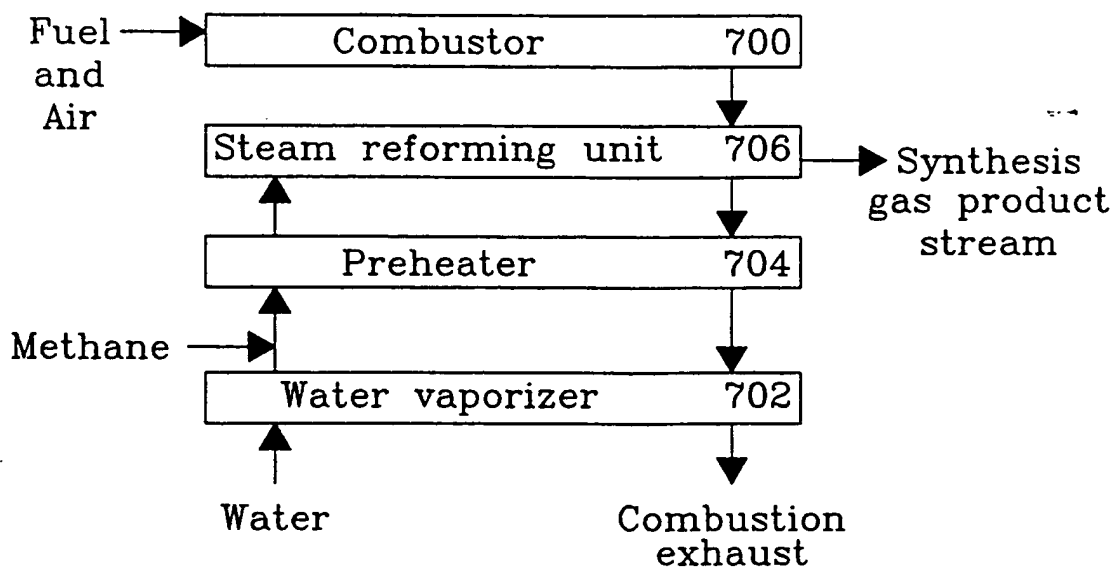 Fuel
and
Air
Combustor 700
Steam reforming unit 706
Synthesis
gas product
stream
Preheater 704
Methane
Water vaporizer 702
Water
Combustion
exhaust